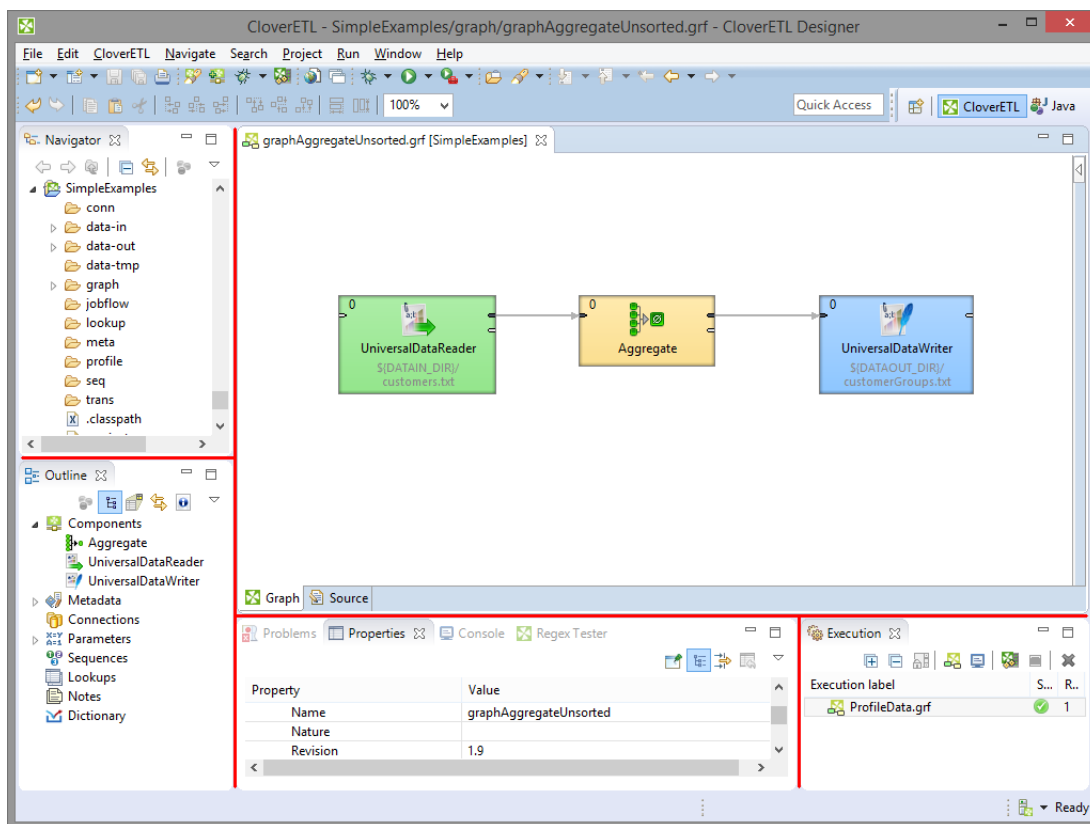 CloverETL - SimpleExamples/graph/graphAggregateUnsorted.grf - CloverETL Designer
File Edit CloverETL Navigate Search Project Run Window Help
100%
Quick Access
CloverETL
Java
Navigator
SimpleExamples
conn
data-in
data-out
data-tmp
graph
jobflow
lookup
meta
profile
seq
trans
.classpath
graphAggregateUnsorted.grf [SimpleExamples]
0
UniversalDataReader
${DATAIN_DIR}/
customers.txt
0
Aggregate
0
UniversalDataWriter
${DATAOUT_DIR}/
customerGroups.txt
Graph Source
Outline
Components
Aggregate
UniversalDataReader
UniversalDataWriter
Metadata
Connections
Parameters
Sequences
Lookups
Notes
Dictionary
Problems Properties Console Regex Tester
Property Value
Name graphAggregateUnsorted
Nature
Revision 1.9
Execution
Execution label S... R..
ProfileData.grf 1
Ready